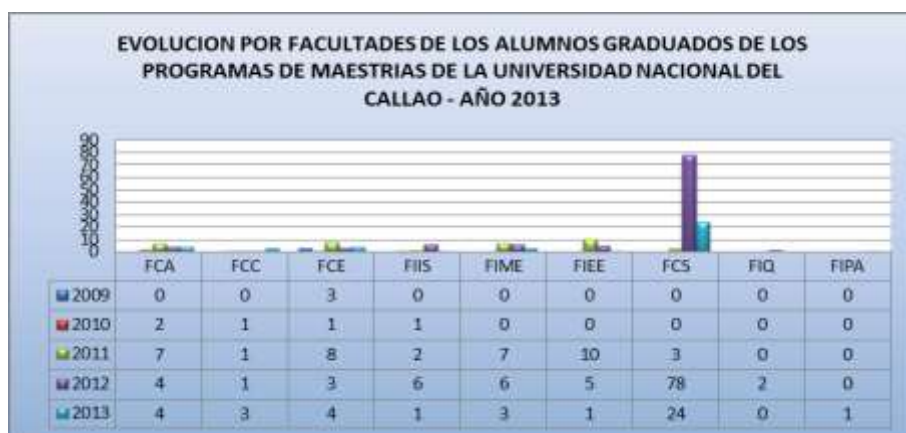 EVOLUCION POR FACULTADES DE LOS ALUMNOS GRADUADOS DE LOS
PROGRAMAS DE MAESTRIAS DE LA UNIVERSIDAD NACIONAL DEL
CALLAO - AÑO 2013
90
80
70
60
50
40
30
20
10
0
FCA FCC FCE FIIS FIME FIEE FCS FIQ FIPA
2009 0 0 3 0 0 0 0 0 0
2010 2 1 1 1 0 0 0 0 0
2011 7 1 8 2 7 10 3 0 0
2012 4 1 3 6 6 5 78 2 0
2013 4 3 4 1 3 1 24 0 1